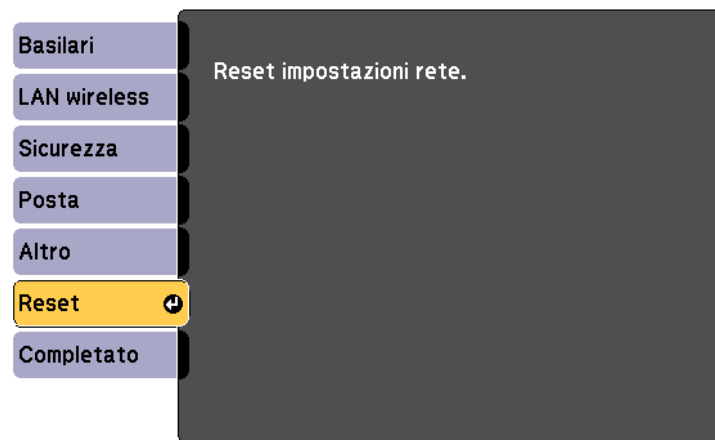 Basilari
LAN wireless
Sicurezza
Posta
Altro
Reset
Completato
Reset impostazioni rete.